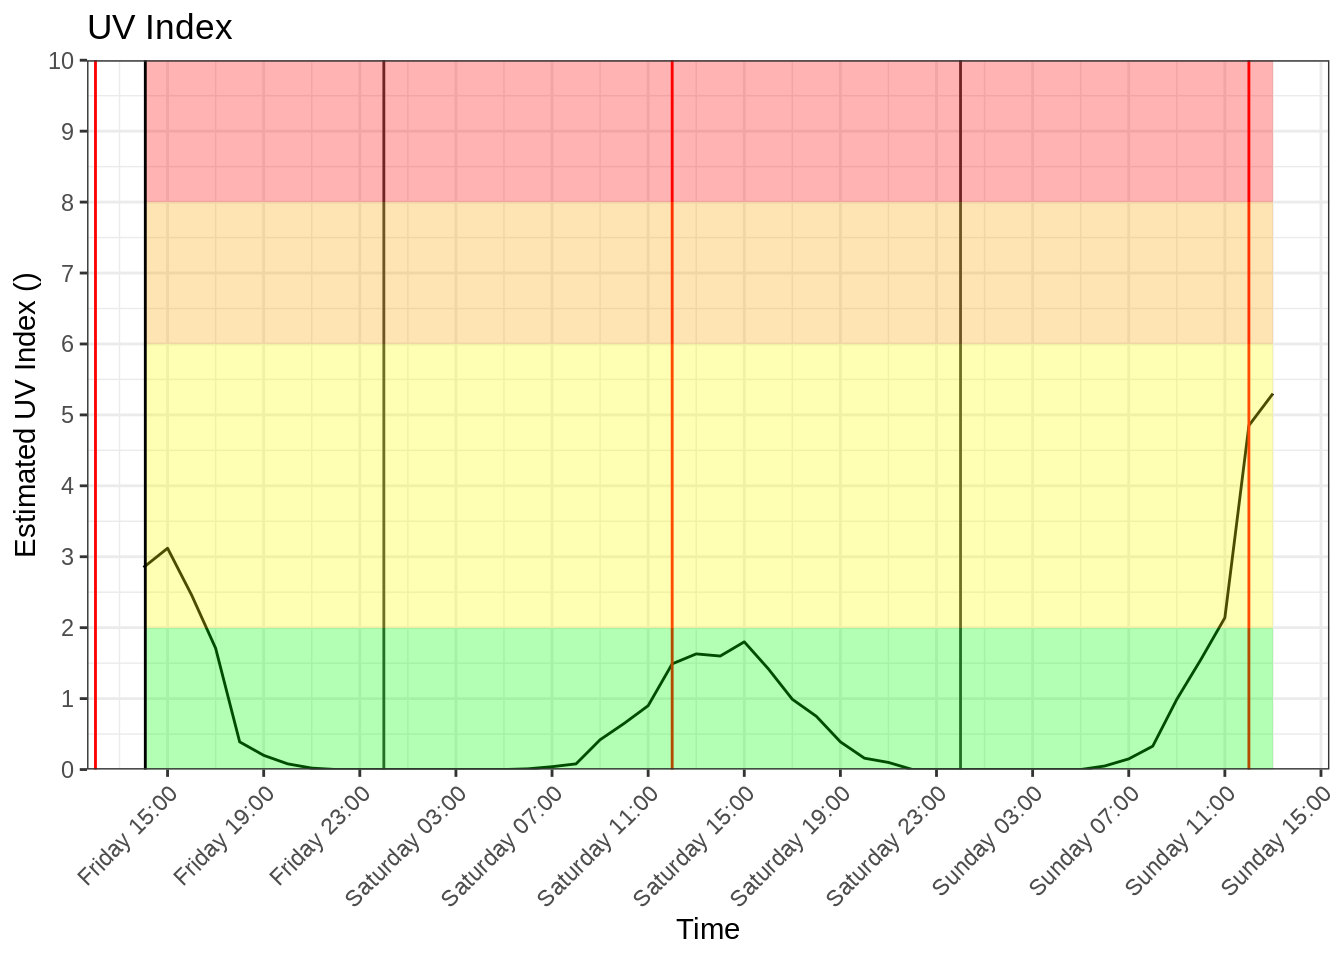 UV Index
Estimated UV Index ()
10
9
8
7
6
5
4
3
2
1
0
Friday 15:00
Friday 19:00
Friday 23:00
Saturday 03:00
Saturday 07:00
Saturday 11:00
Saturday 15:00
Saturday 19:00
Saturday 23:00
Sunday 03:00
Sunday 07:00
Sunday 11:00
Sunday 15:00
Time